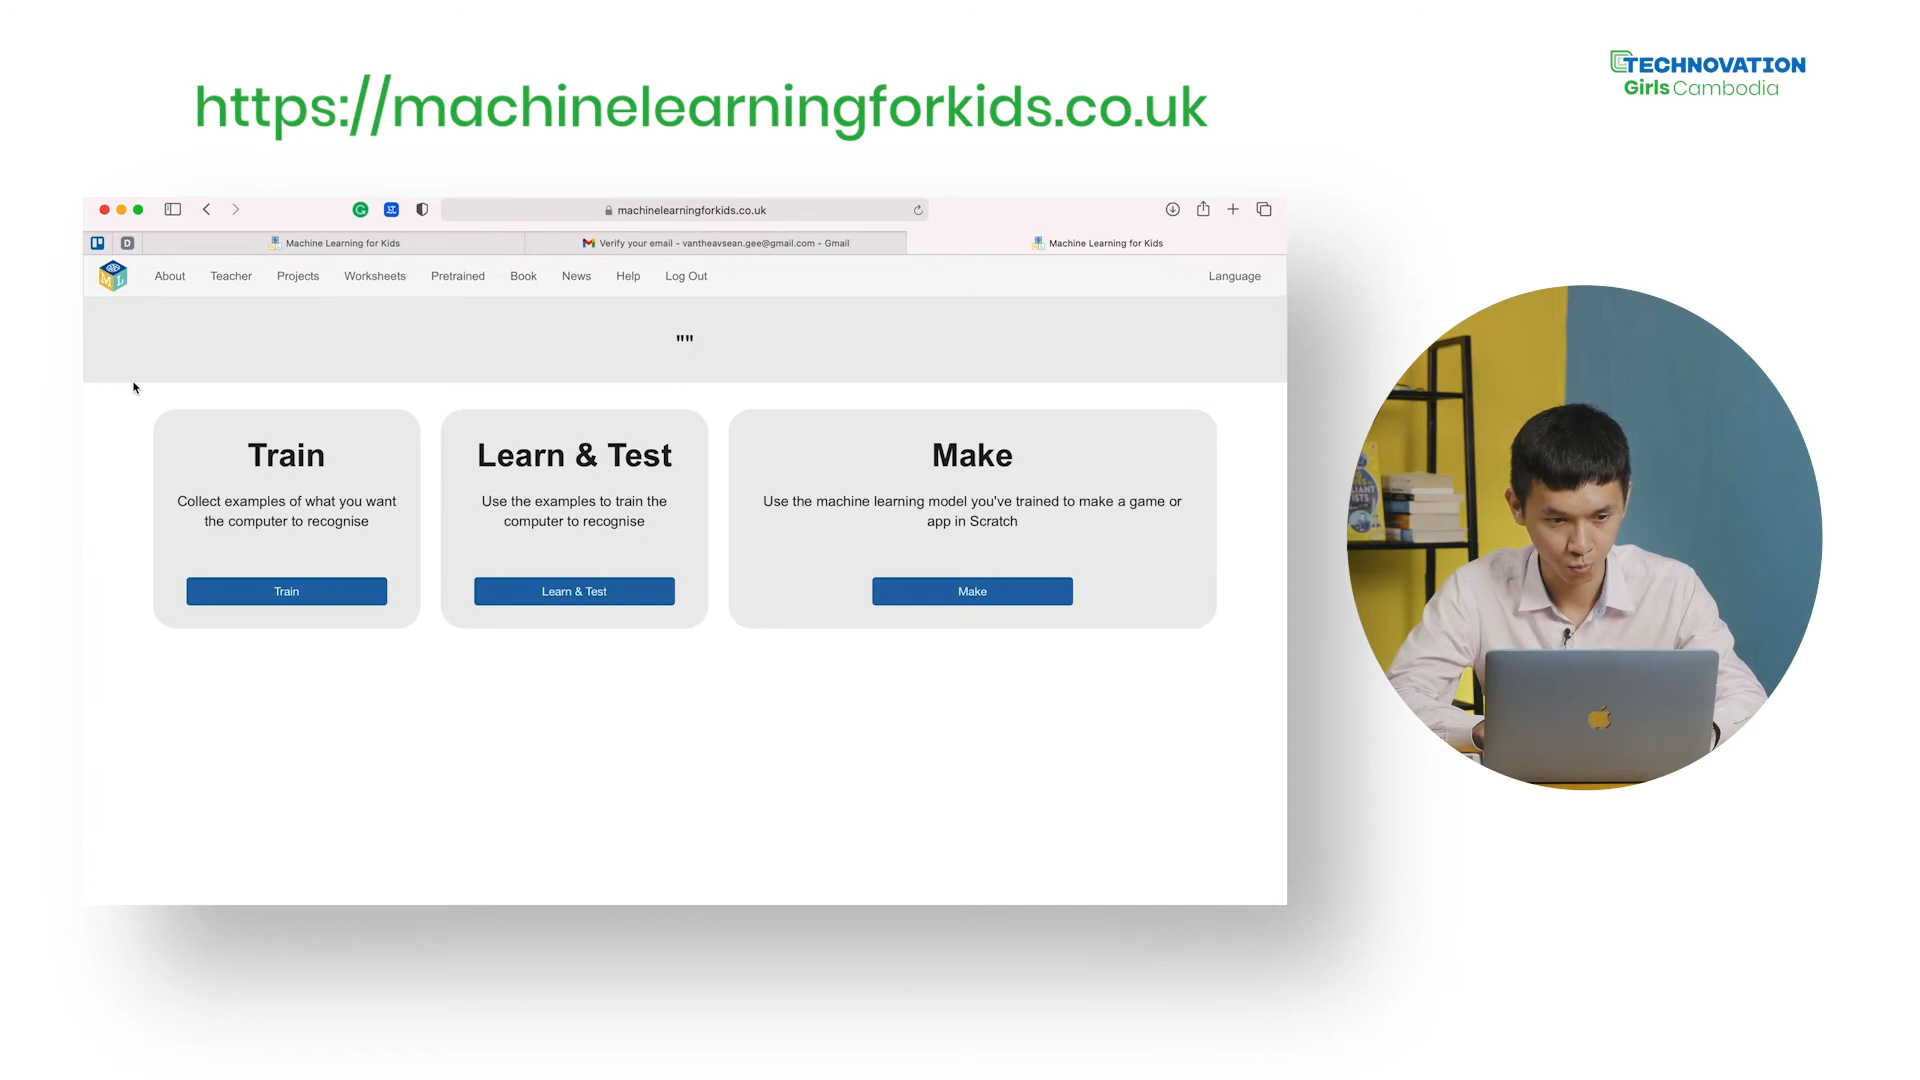 https://machinelearningforkids.co.uk
TECHNOVATION
Girls Cambodia
machinelearningforkids.co.uk
D
Machine Learning for Kids
Verify your email - vantheavsean.gee@gmail.com - Gmail
Machine Learning for Kids
ML
About
Teacher
Projects
Worksheets
Pretrained
Book
News
Help
Log Out
Language
""
Train
Collect examples of what you want
the computer to recognise
Train
Learn & Test
Use the examples to train the
computer to recognise
Learn & Test
Make
Use the machine learning model you've trained to make a game or
app in Scratch
Make